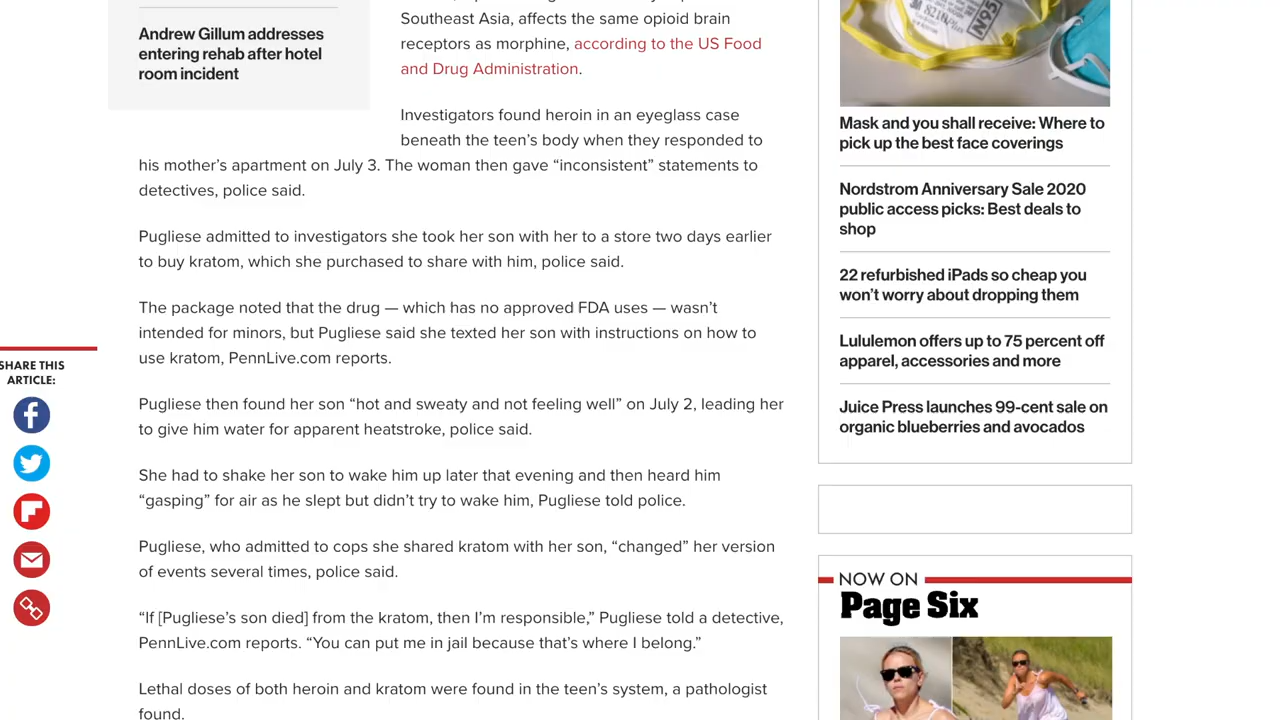 Andrew Gillum addresses
entering rehab after hotel
room incident
Southeast Asia, affects the same opioid brain
receptors as morphine, according to the US Food
and Drug Administration.
Investigators found heroin in an eyeglass case
beneath the teen’s body when they responded to
his mother’s apartment on July 3. The woman then gave “inconsistent” statements to
detectives, police said.
Pugliese admitted to investigators she took her son with her to a store two days earlier
to buy kratom, which she purchased to share with him, police said.
The package noted that the drug — which has no approved FDA uses — wasn’t
intended for minors, but Pugliese said she texted her son with instructions on how to
use kratom, PennLive.com reports.
Pugliese then found her son “hot and sweaty and not feeling well” on July 2, leading her
to give him water for apparent heatstroke, police said.
She had to shake her son to wake him up later that evening and then heard him
“gasping” for air as he slept but didn’t try to wake him, Pugliese told police.
Pugliese, who admitted to cops she shared kratom with her son, “changed” her version
of events several times, police said.
“If [Pugliese’s son died] from the kratom, then I’m responsible,” Pugliese told a detective,
PennLive.com reports. “You can put me in jail because that’s where I belong.”
Lethal doses of both heroin and kratom were found in the teen’s system, a pathologist
found.
SHARE THIS
ARTICLE:
3M
8210
N95
Mask and you shall receive: Where to
pick up the best face coverings
Nordstrom Anniversary Sale 2020
public access picks: Best deals to
shop
22 refurbished iPads so cheap you
won’t worry about dropping them
Lululemon offers up to 75 percent off
apparel, accessories and more
Juice Press launches 99-cent sale on
organic blueberries and avocados
NOW ON
Page Six